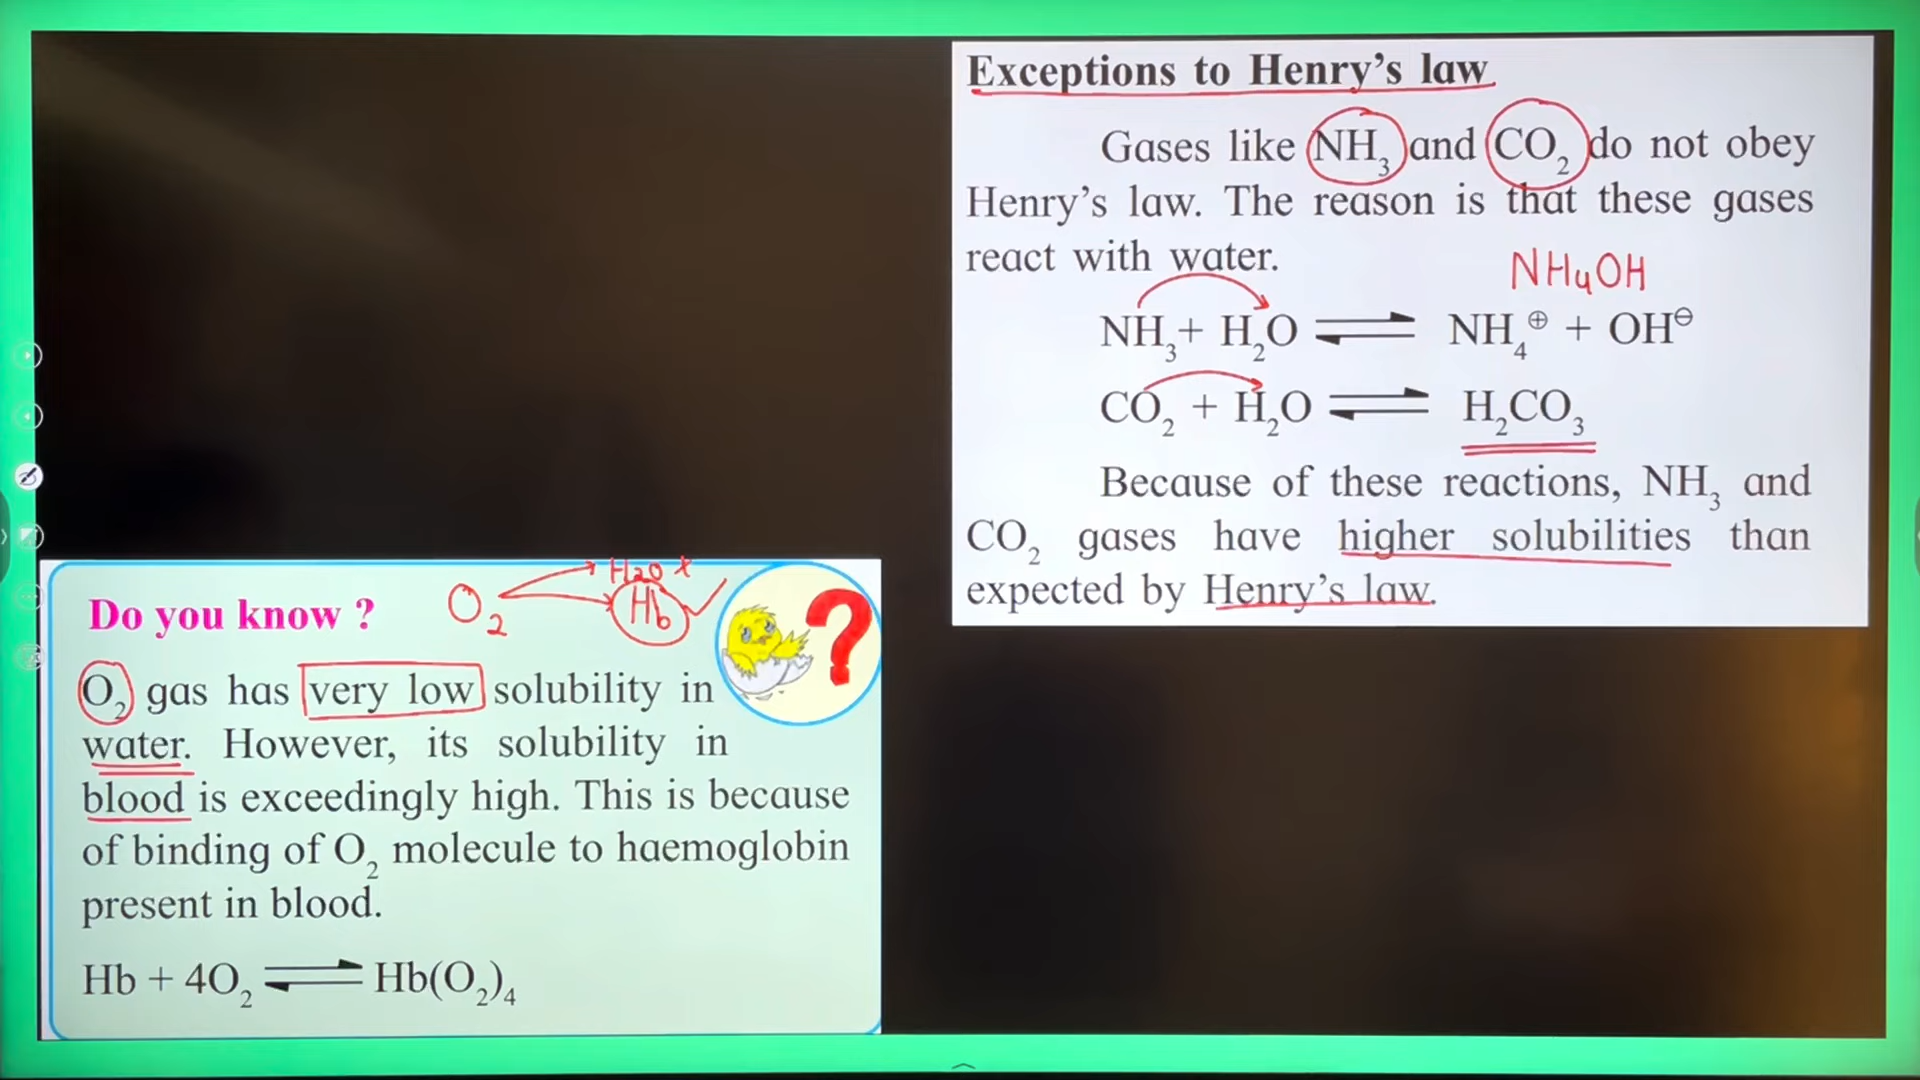 Exceptions to Henry's law
Gases like NH₃ and CO₂ do not obey
Henry's law. The reason is that these gases
react with water.
NH₄OH
NH₃ + H₂O ⇌ NH₄⊕ + OH⊖
CO₂ + H₂O ⇌ H₂CO₃
Because of these reactions, NH₃ and
CO₂ gases have higher solubilities than
expected by Henry's law.
H₂O x
Do you know ? O₂ Hb ✓
?
O₂ gas has very low solubility in
water. However, its solubility in
blood is exceedingly high. This is because
of binding of O₂ molecule to haemoglobin
present in blood.
Hb + 4O₂ ⇌ Hb(O₂)₄